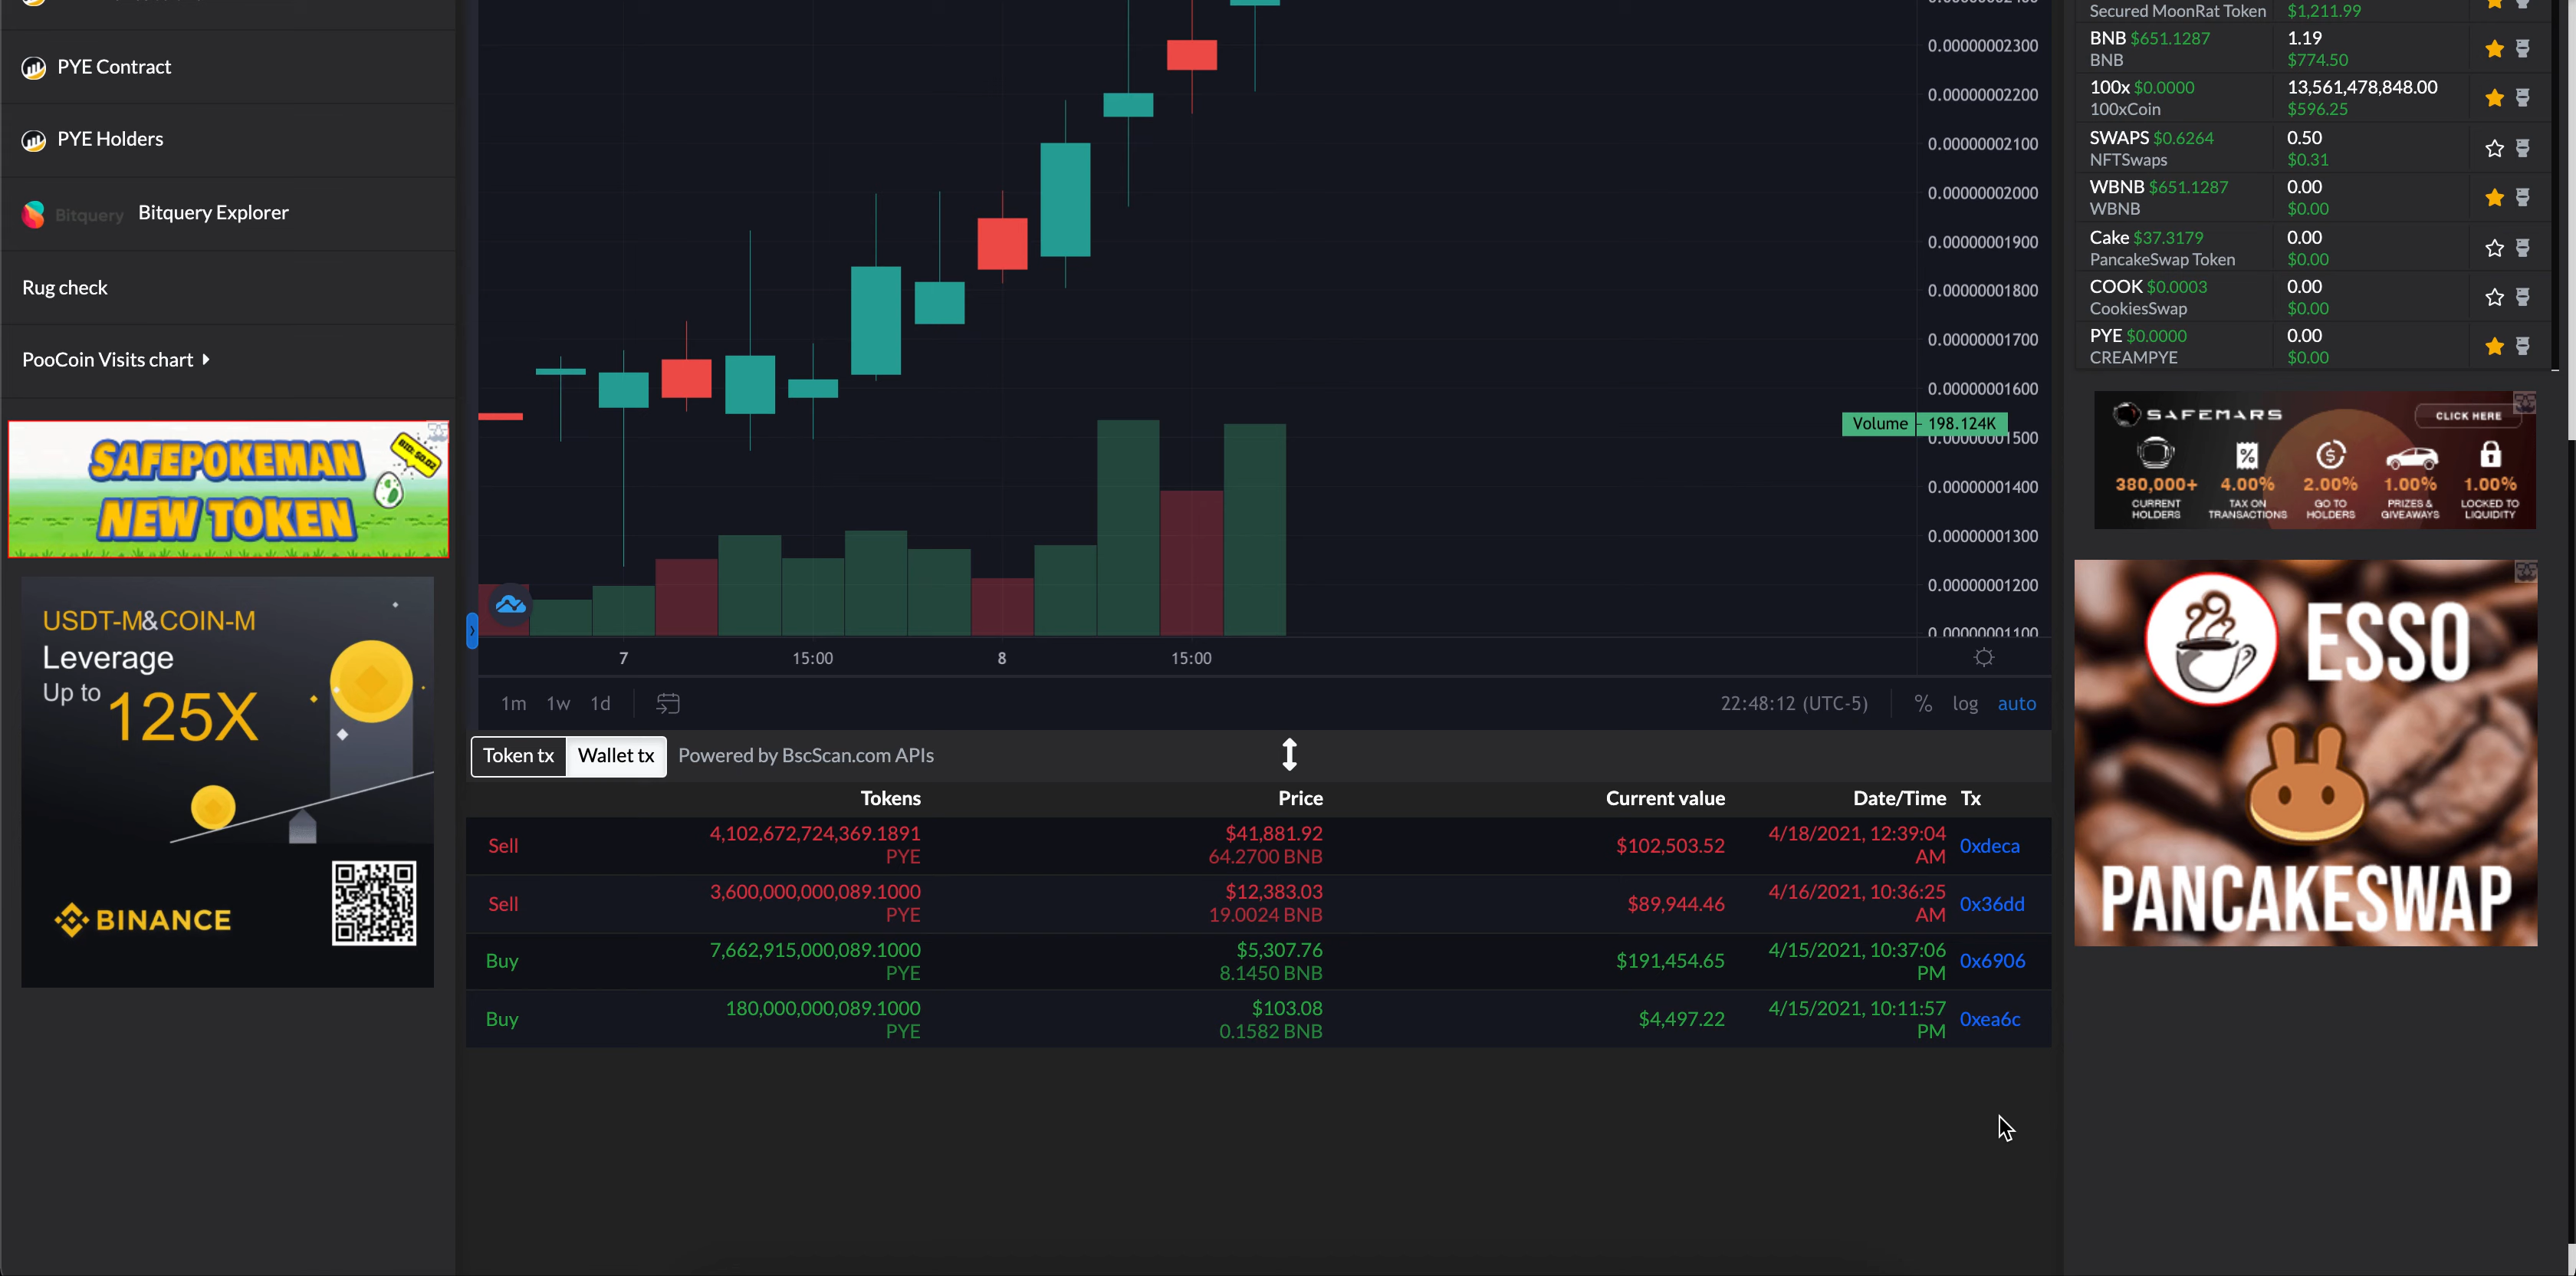 PYE Contract
PYE Holders
Bitquery Bitquery Explorer
Rug check
PooCoin Visits chart
SAFEPOKEMAN
NEW TOKEN
BID: $0.02
USDT-M&COIN-M
Leverage
Up to 125X
BINANCE
0.00000002300
0.00000002200
0.00000002100
0.00000002000
0.00000001900
0.00000001800
0.00000001700
0.00000001600
Volume 198.124K
0.00000001500
0.00000001400
0.00000001300
0.00000001200
0.00000001100
7 15:00 8 15:00
1m 1w 1d 22:48:12 (UTC-5) % log auto
Token tx Wallet tx Powered by BscScan.com APIs
Tokens Price Current value Date/Time Tx
Sell 4,102,672,724,369.1891 PYE $41,881.92 64.2700 BNB $102,503.52 4/18/2021, 12:39:04 AM 0xdeca
Sell 3,600,000,000,089.1000 PYE $12,383.03 19.0024 BNB $89,944.46 4/16/2021, 10:36:25 AM 0x36dd
Buy 7,662,915,000,089.1000 PYE $5,307.76 8.1450 BNB $191,454.65 4/15/2021, 10:37:06 PM 0x6906
Buy 180,000,000,089.1000 PYE $103.08 0.1582 BNB $4,497.22 4/15/2021, 10:11:57 PM 0xea6c
Secured MoonRat Token $1,211.99
BNB $651.1287 1.19
BNB $774.50
100x $0.0000 13,561,478,848.00
100xCoin $596.25
SWAPS $0.6264 0.50
NFTSwaps $0.31
WBNB $651.1287 0.00
WBNB $0.00
Cake $37.3179 0.00
PancakeSwap Token $0.00
COOK $0.0003 0.00
CookiesSwap $0.00
PYE $0.0000 0.00
CREAMPYE $0.00
SAFEMARS CLICK HERE
380,000+ 4.00% 2.00% 1.00% 1.00%
CURRENT TAX ON GO TO PRIZES & LOCKED TO
HOLDERS TRANSACTIONS HOLDERS GIVEAWAYS LIQUIDITY
ESSO
PANCAKESWAP